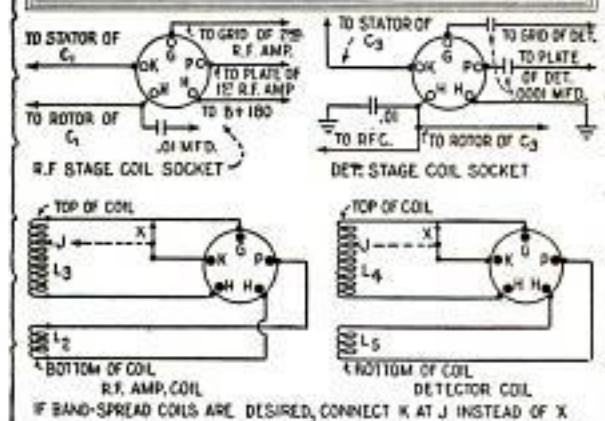 TO STATOR OF
C1
TO GRID OF 2ND
R.F. AMP.
G
K
P
H
H
TO PLATE OF
1ST R.F. AMP
TO B+ 180
TO ROTOR OF
C1
.01 MFD.
R.F STAGE COIL SOCKET
TO STATOR OF
C3
TO GRID OF DET.
G
K
P
H
H
TO PLATE
OF DET.
.0001 MFD.
.01
TO RFC.
TO ROTOR OF C3
DET. STAGE COIL SOCKET
TOP OF COIL
X
J
L3
G
K
P
H
H
L2
BOTTOM OF COIL
R.F. AMP. COIL
TOP OF COIL
X
J
L4
G
K
P
H
H
L5
BOTTOM OF COIL
DETECTOR COIL
IF BAND-SPREAD COILS ARE DESIRED, CONNECT K AT J INSTEAD OF X